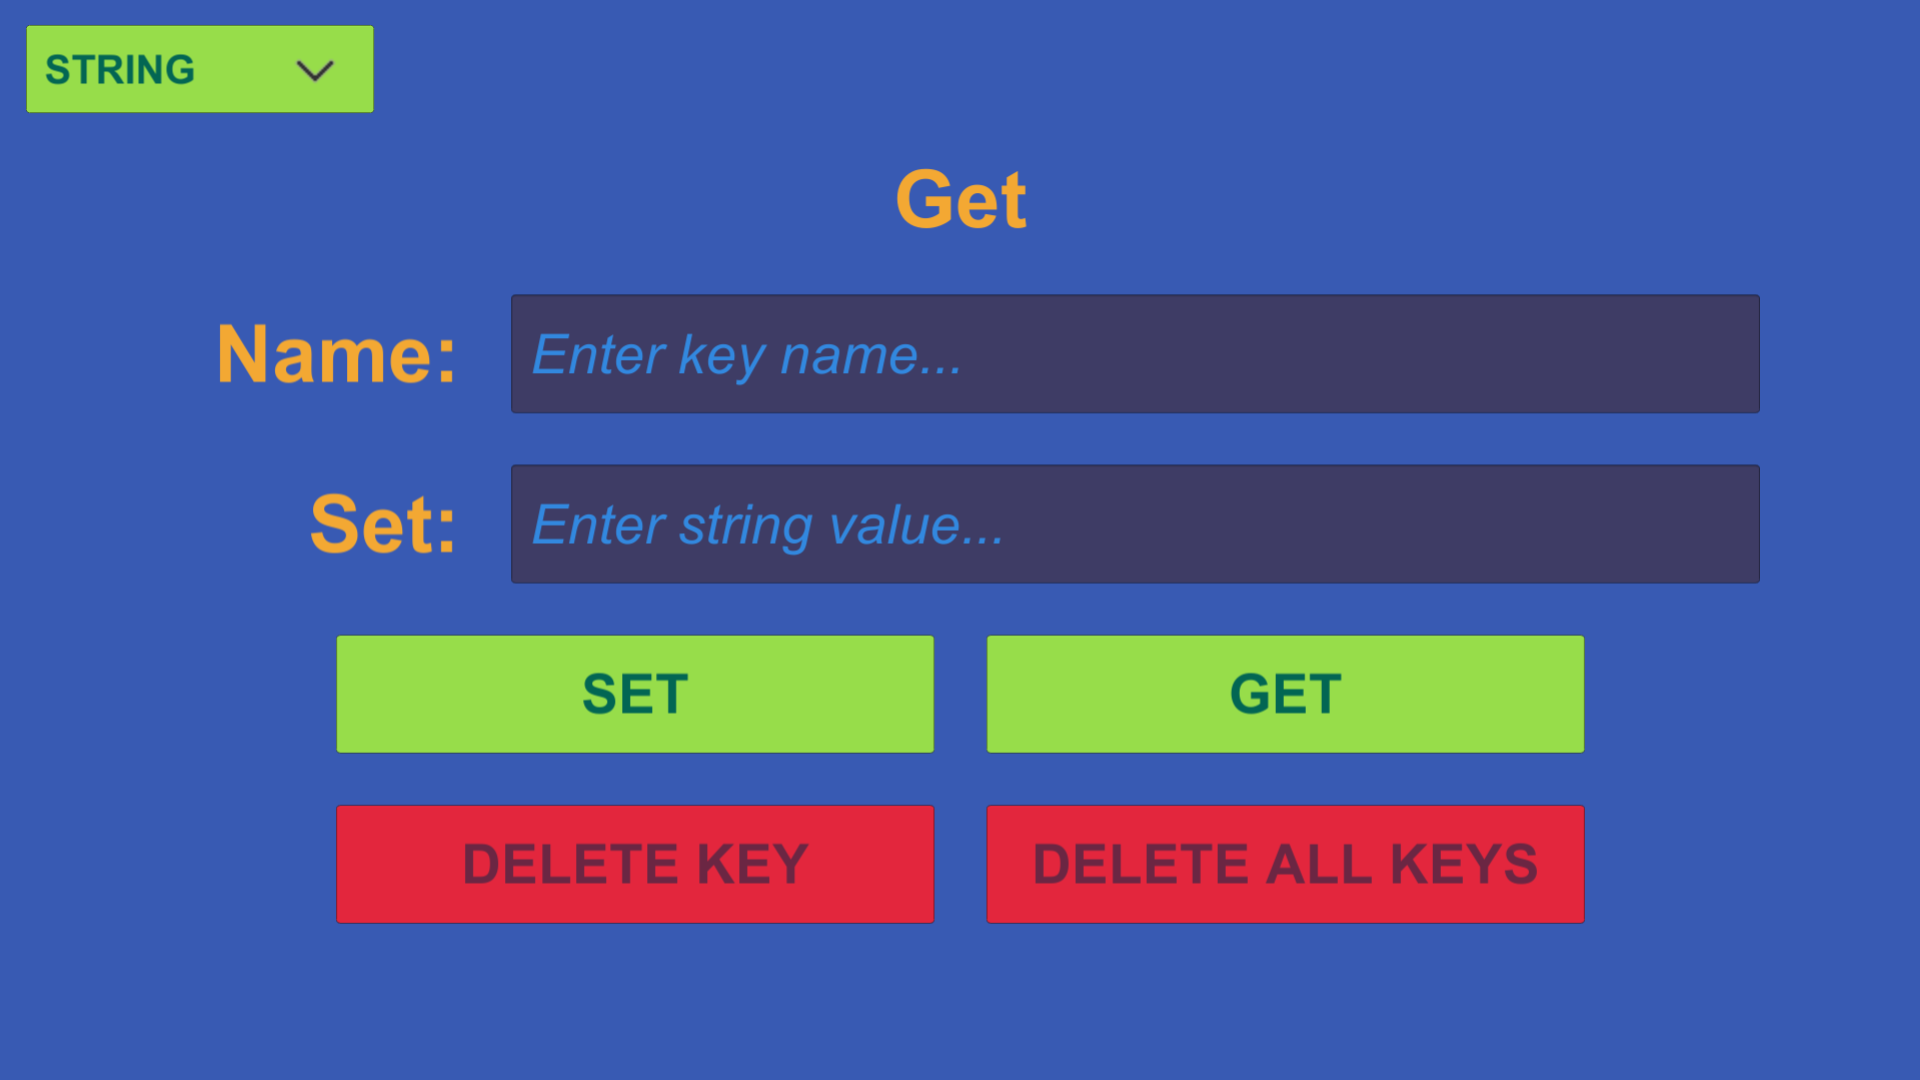 STRING
Get
Name: Enter key name...
Set: Enter string value...
SET GET
DELETE KEY DELETE ALL KEYS